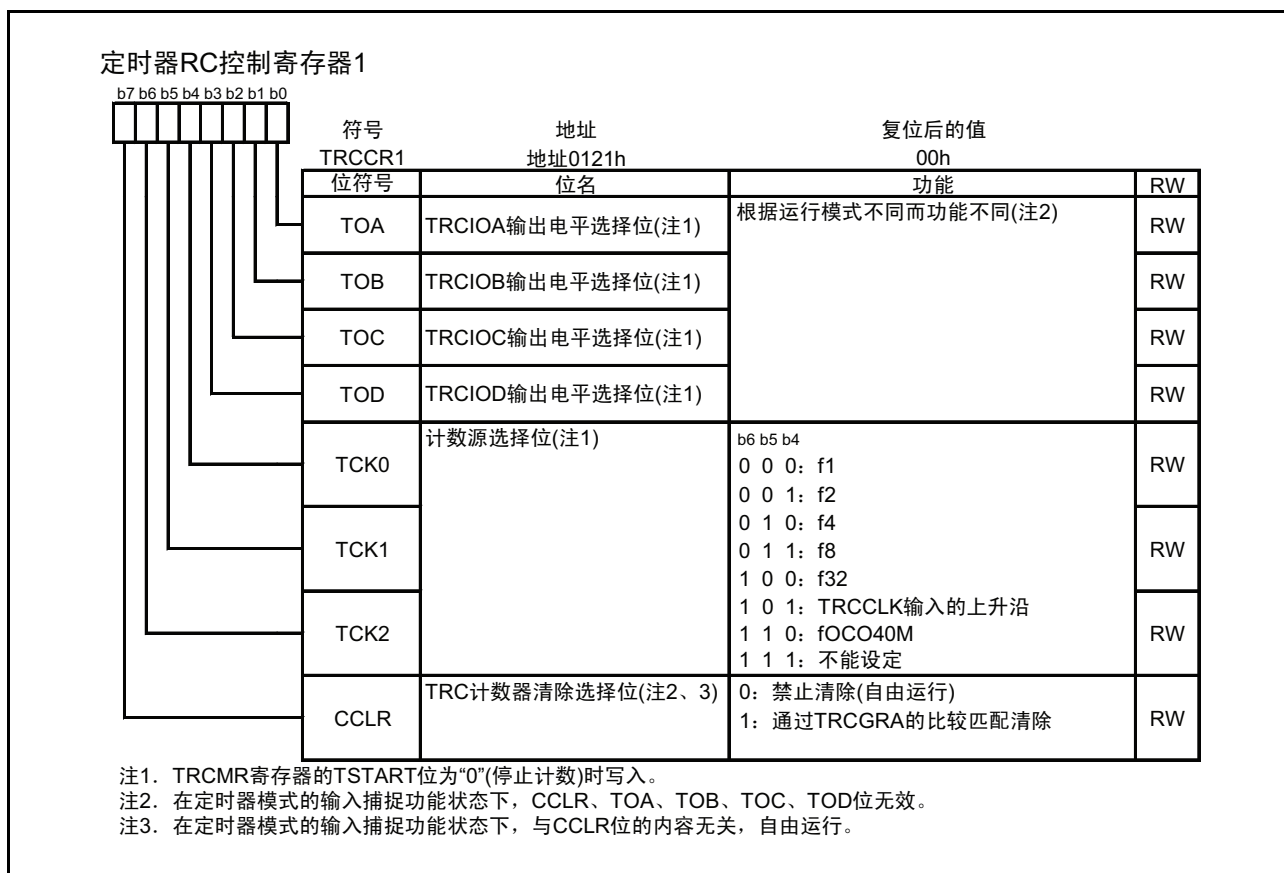 定时器RC控制寄存器1
b7 b6 b5 b4 b3 b2 b1 b0
符号 地址 复位后的值
TRCCR1 地址0121h 00h
位符号 位名 功能 RW
TOA TRCIOA输出电平选择位(注1) 根据运行模式不同而功能不同(注2) RW
TOB TRCIOB输出电平选择位(注1) RW
TOC TRCIOC输出电平选择位(注1) RW
TOD TRCIOD输出电平选择位(注1) RW
计数源选择位(注1) b6 b5 b4
TCK0 0 0 0：f1 RW
0 0 1：f2
0 1 0：f4
TCK1 0 1 1：f8 RW
1 0 0：f32
1 0 1：TRCCLK输入的上升沿
TCK2 1 1 0：fOCO40M RW
1 1 1：不能设定
TRC计数器清除选择位(注2、3) 0：禁止清除(自由运行)
CCLR 1：通过TRCGRA的比较匹配清除 RW
注1．TRCMR寄存器的TSTART位为“0”(停止计数)时写入。
注2．在定时器模式的输入捕捉功能状态下，CCLR、TOA、TOB、TOC、TOD位无效。
注3．在定时器模式的输入捕捉功能状态下，与CCLR位的内容无关，自由运行。